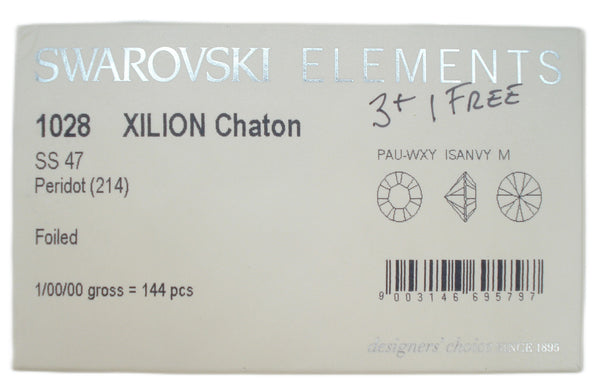 SWAROVSKI ELEMENTS
3+ 1 FREE
1028 XILION Chaton
SS 47
Peridot (214)
PAU-WXY ISANVY M
Foiled
1/00/00 gross = 144 pcs
9 003146 695797
designers' choice SINCE 1895